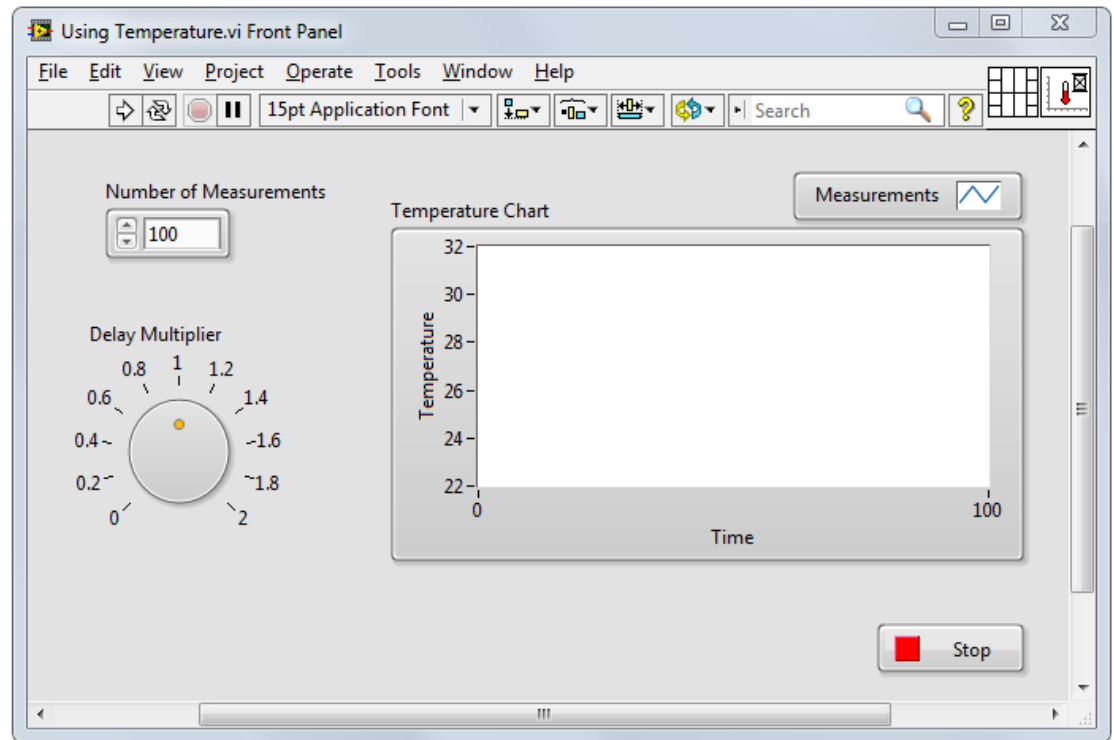 Using Temperature.vi Front Panel
File Edit View Project Operate Tools Window Help
15pt Application Font
Search
Number of Measurements
100
Delay Multiplier
0
0.2
0.4
0.6
0.8
1
1.2
1.4
1.6
1.8
2
Measurements
Temperature Chart
Temperature
32
30
28
26
24
22
0
100
Time
Stop